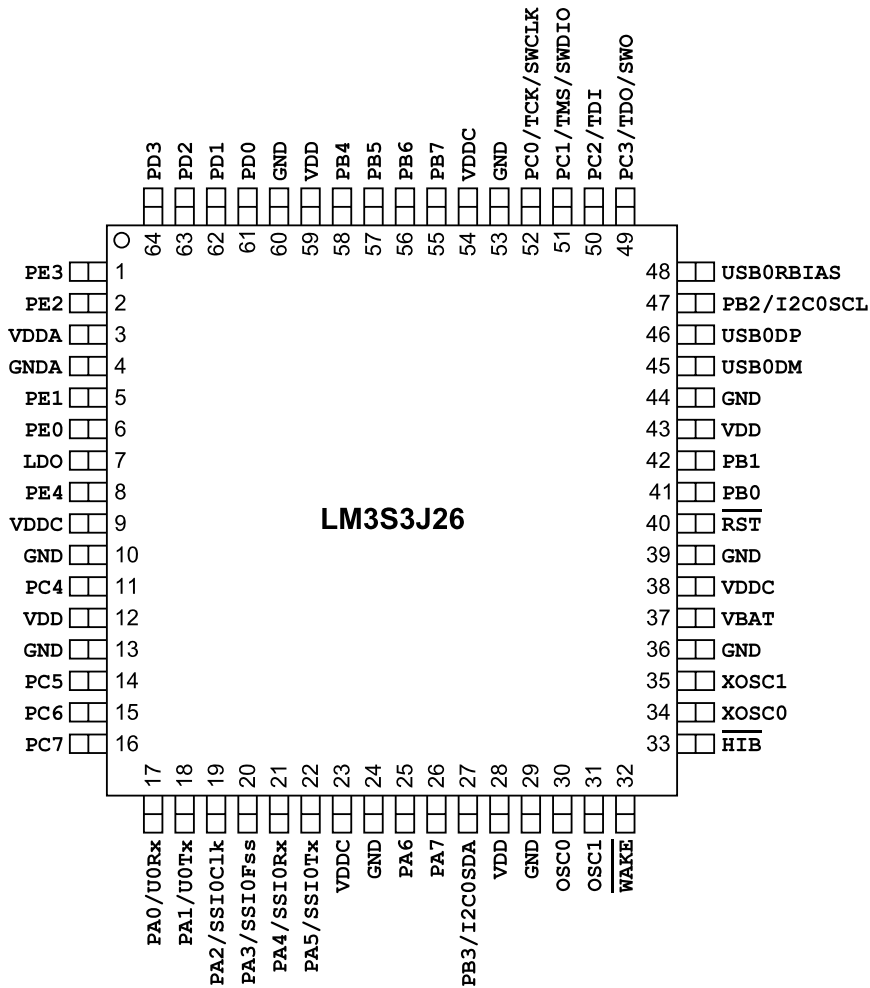 PD3
PD2
PD1
PD0
GND
VDD
PB4
PB5
PB6
PB7
VDDC
GND
PC0/TCK/SWCLK
PC1/TMS/SWDIO
PC2/TDI
PC3/TDO/SWO
64
63
62
61
60
59
58
57
56
55
54
53
52
51
50
49
PE3 1
PE2 2
VDDA 3
GNDA 4
PE1 5
PE0 6
LDO 7
PE4 8
VDDC 9
GND 10
PC4 11
VDD 12
GND 13
PC5 14
PC6 15
PC7 16
LM3S3J26
48 USB0RBIAS
47 PB2/I2C0SCL
46 USB0DP
45 USB0DM
44 GND
43 VDD
42 PB1
41 PB0
40 RST
39 GND
38 VDDC
37 VBAT
36 GND
35 XOSC1
34 XOSC0
33 HIB
17
18
19
20
21
22
23
24
25
26
27
28
29
30
31
32
PA0/U0Rx
PA1/U0Tx
PA2/SSI0Clk
PA3/SSI0Fss
PA4/SSI0Rx
PA5/SSI0Tx
VDDC
GND
PA6
PA7
PB3/I2C0SDA
VDD
GND
OSC0
OSC1
WAKE